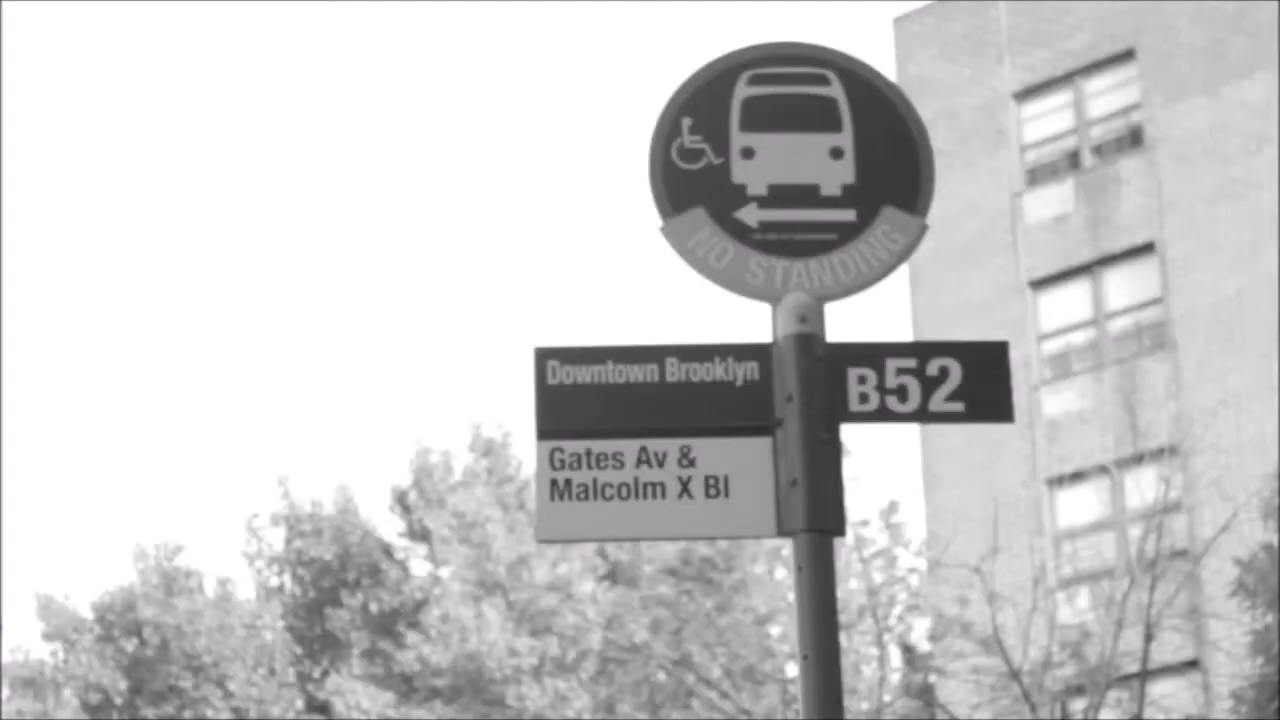 NO STANDING
Downtown Brooklyn
B52
Gates Av &
Malcolm X Bl